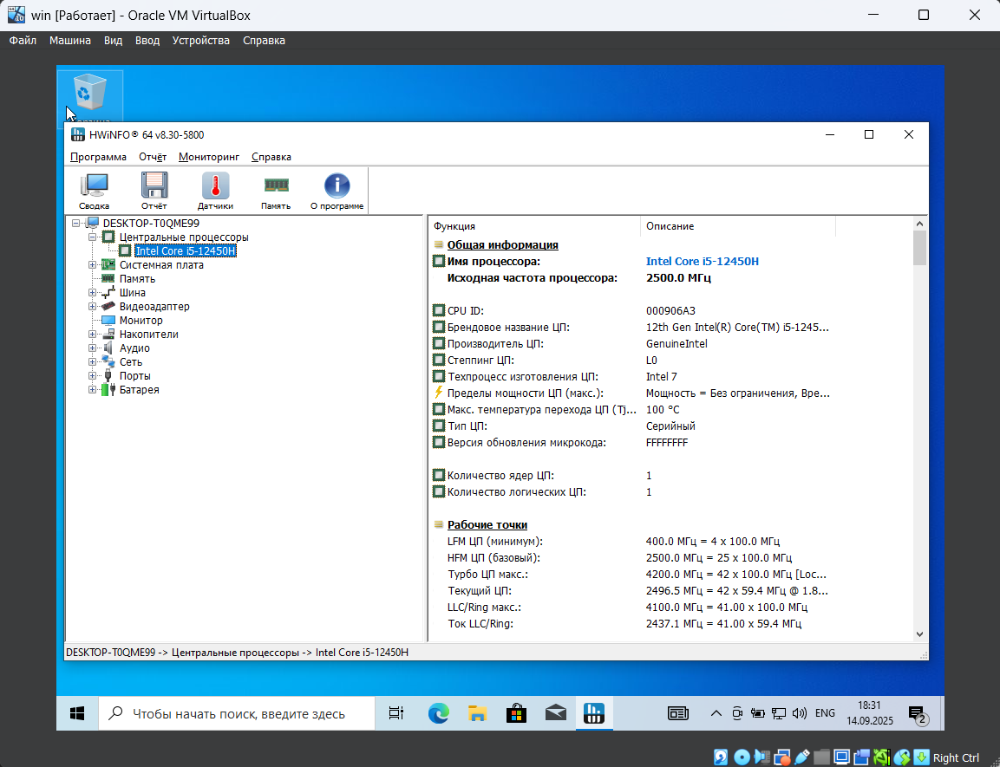 win [Работает] - Oracle VM VirtualBox
Файл Машина Вид Ввод Устройства Справка
HWiNFO® 64 v8.30-5800
Программа Отчёт Мониторинг Справка
Сводка Отчёт Датчики Память О программе
DESKTOP-T0QME99
Центральные процессоры
Intel Core i5-12450H
Системная плата
Память
Шина
Видеоадаптер
Монитор
Накопители
Аудио
Сеть
Порты
Батарея
Функция Описание
Общая информация
Имя процессора: Intel Core i5-12450H
Исходная частота процессора: 2500.0 МГц
CPU ID: 000906A3
Брендовое название ЦП: 12th Gen Intel(R) Core(TM) i5-1245...
Производитель ЦП: GenuineIntel
Степпинг ЦП: L0
Техпроцесс изготовления ЦП: Intel 7
Пределы мощности ЦП (макс.): Мощность = Без ограничения, Вре...
Макс. температура перехода ЦП (Tj... 100 °C
Тип ЦП: Серийный
Версия обновления микрокода: FFFFFFFF
Количество ядер ЦП: 1
Количество логических ЦП: 1
Рабочие точки
LFM ЦП (минимум): 400.0 МГц = 4 x 100.0 МГц
HFM ЦП (базовый): 2500.0 МГц = 25 x 100.0 МГц
Турбо ЦП макс.: 4200.0 МГц = 42 x 100.0 МГц [Loc...
Текущий ЦП: 2496.5 МГц = 42 x 59.4 МГц @ 1.8...
LLC/Ring макс.: 4100.0 МГц = 41.00 x 100.0 МГц
Ток LLC/Ring: 2437.1 МГц = 41.00 x 59.4 МГц
DESKTOP-T0QME99 -> Центральные процессоры -> Intel Core i5-12450H
Чтобы начать поиск, введите здесь
ENG
18:31
14.09.2025
2
Right Ctrl